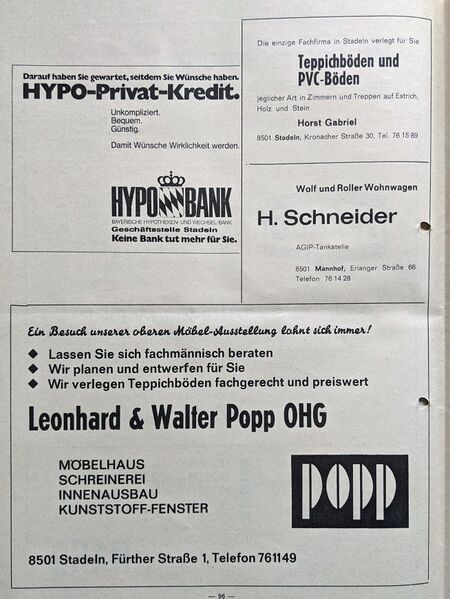 Darauf haben Sie gewartet, seitdem Sie Wünsche haben.
HYPO-Privat-Kredit.
Unkompliziert.
Bequem.
Günstig.
Damit Wünsche Wirklichkeit werden.
HYPO BANK
BAYERISCHE HYPOTHEKEN- UND WECHSEL-BANK
Geschäftsstelle Stadeln
Keine Bank tut mehr für Sie.
Die einzige Fachfirma in Stadeln verlegt für Sie
Teppichböden und
PVC-Böden
jeglicher Art in Zimmern und Treppen auf Estrich,
Holz und Stein
Horst Gabriel
8501 Stadeln, Kronacher Straße 30, Tel. 76 15 89
Wolf und Roller Wohnwagen
H. Schneider
AGIP-Tankstelle
8501 Mannhof, Erlanger Straße 66
Telefon 76 14 28
Ein Besuch unserer oberen Möbel-Ausstellung lohnt sich immer!
◆ Lassen Sie sich fachmännisch beraten
◆ Wir planen und entwerfen für Sie
◆ Wir verlegen Teppichböden fachgerecht und preiswert
Leonhard & Walter Popp OHG
MÖBELHAUS
SCHREINEREI
INNENAUSBAU
KUNSTSTOFF-FENSTER
POPP
8501 Stadeln, Fürther Straße 1, Telefon 761149